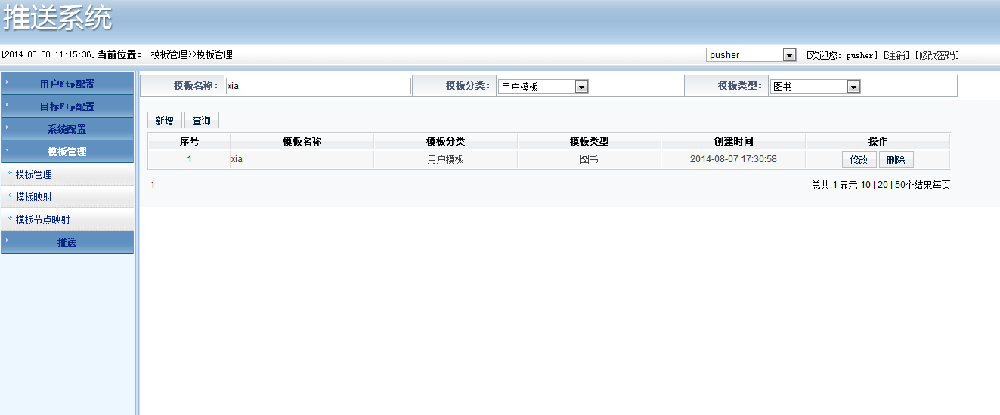 推送系统
[2014-08-08 11:15:36] 当前位置： 模板管理>>模板管理 pusher [欢迎您：pusher] [注销] [修改密码]
用户Ftp配置
目标Ftp配置
系统配置
模板管理
模板管理
模板映射
模板节点映射
推送
模板名称： xia 模板分类： 用户模板 模板类型： 图书
新增 查询
序号 模板名称 模板分类 模板类型 创建时间 操作
1 xia 用户模板 图书 2014-08-07 17:30:58 修改 删除
1 总共:1 显示 10 | 20 | 50个结果每页